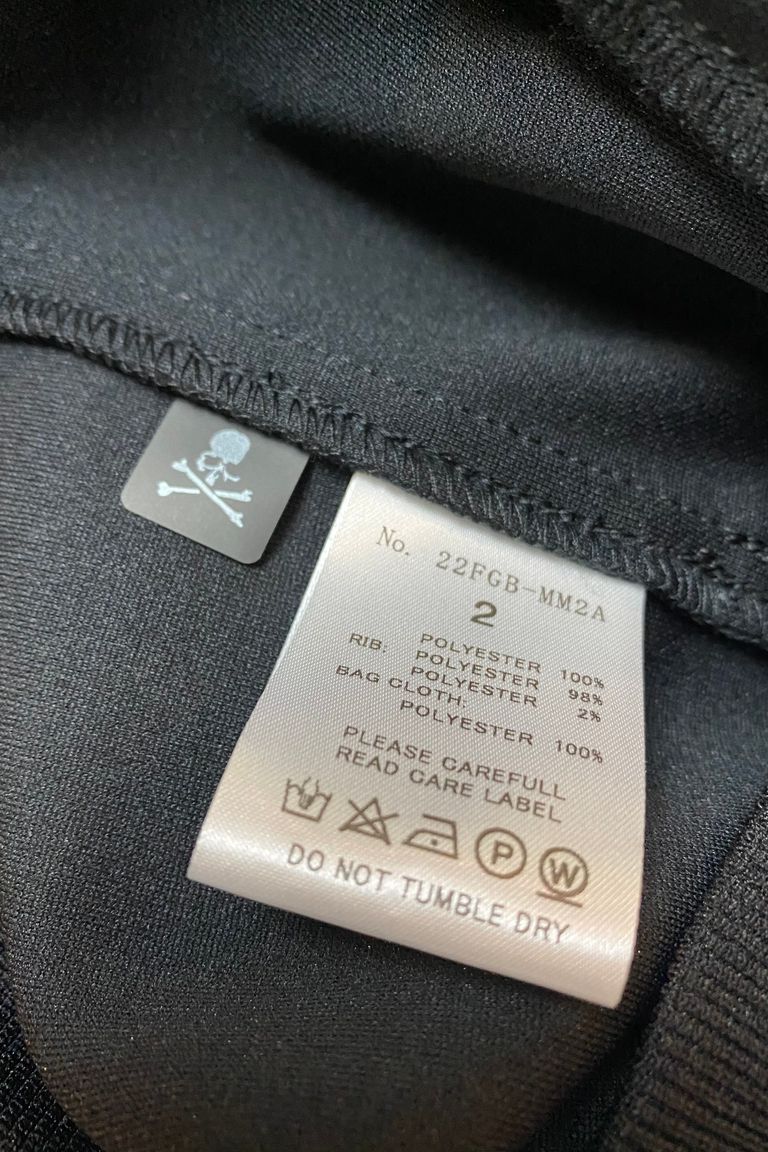 No. 22FGB-MM2A
2
POLYESTER 100%
RIB: POLYESTER 98%
POLYESTER 2%
BAG CLOTH:
POLYESTER 100%
PLEASE CAREFULL
READ CARE LABEL
P W
DO NOT TUMBLE DRY